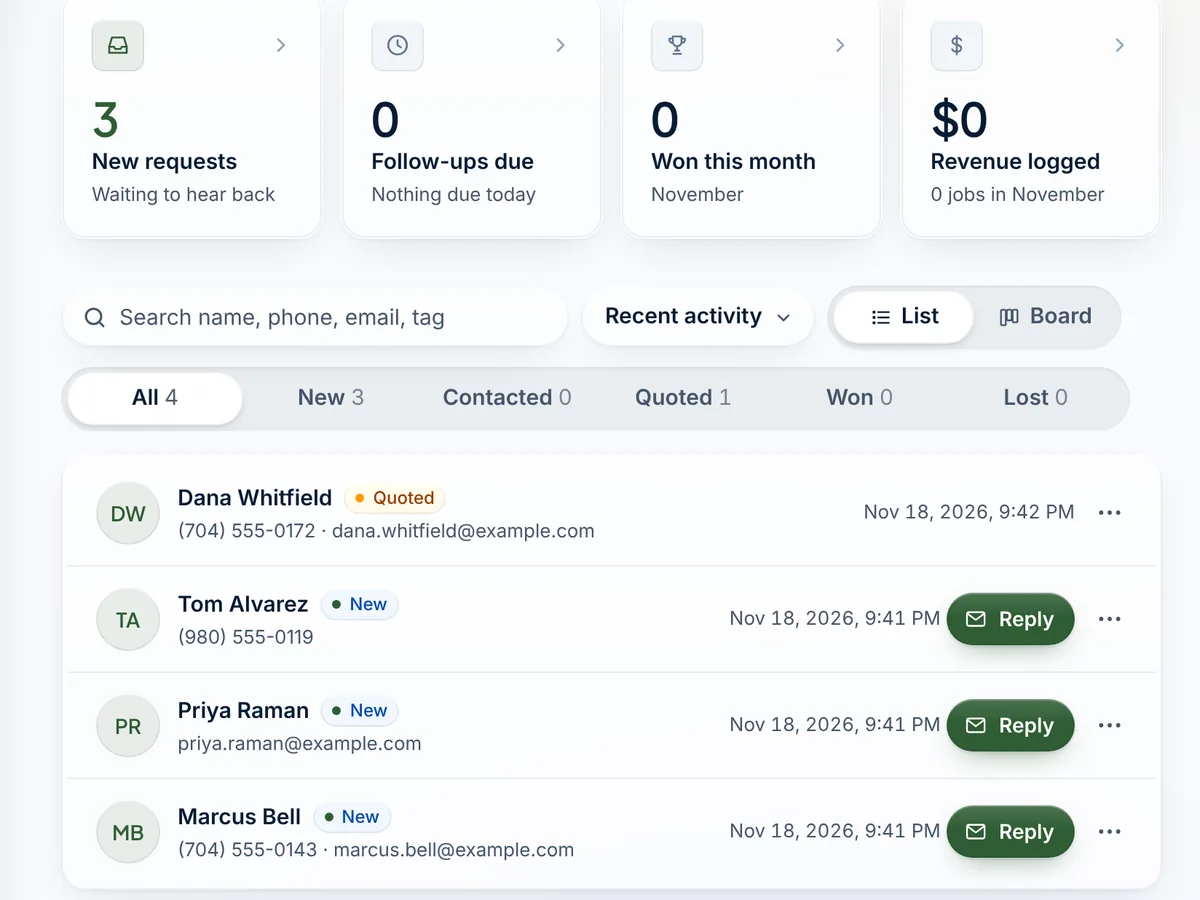 3
New requests
Waiting to hear back
0
Follow-ups due
Nothing due today
0
Won this month
November
$
$0
Revenue logged
0 jobs in November
Search name, phone, email, tag
Recent activity
List
Board
All 4
New 3
Contacted 0
Quoted 1
Won 0
Lost 0
DW
Dana Whitfield
Quoted
(704) 555-0172 · dana.whitfield@example.com
Nov 18, 2026, 9:42 PM
TA
Tom Alvarez
New
(980) 555-0119
Nov 18, 2026, 9:41 PM
Reply
PR
Priya Raman
New
priya.raman@example.com
Nov 18, 2026, 9:41 PM
Reply
MB
Marcus Bell
New
(704) 555-0143 · marcus.bell@example.com
Nov 18, 2026, 9:41 PM
Reply